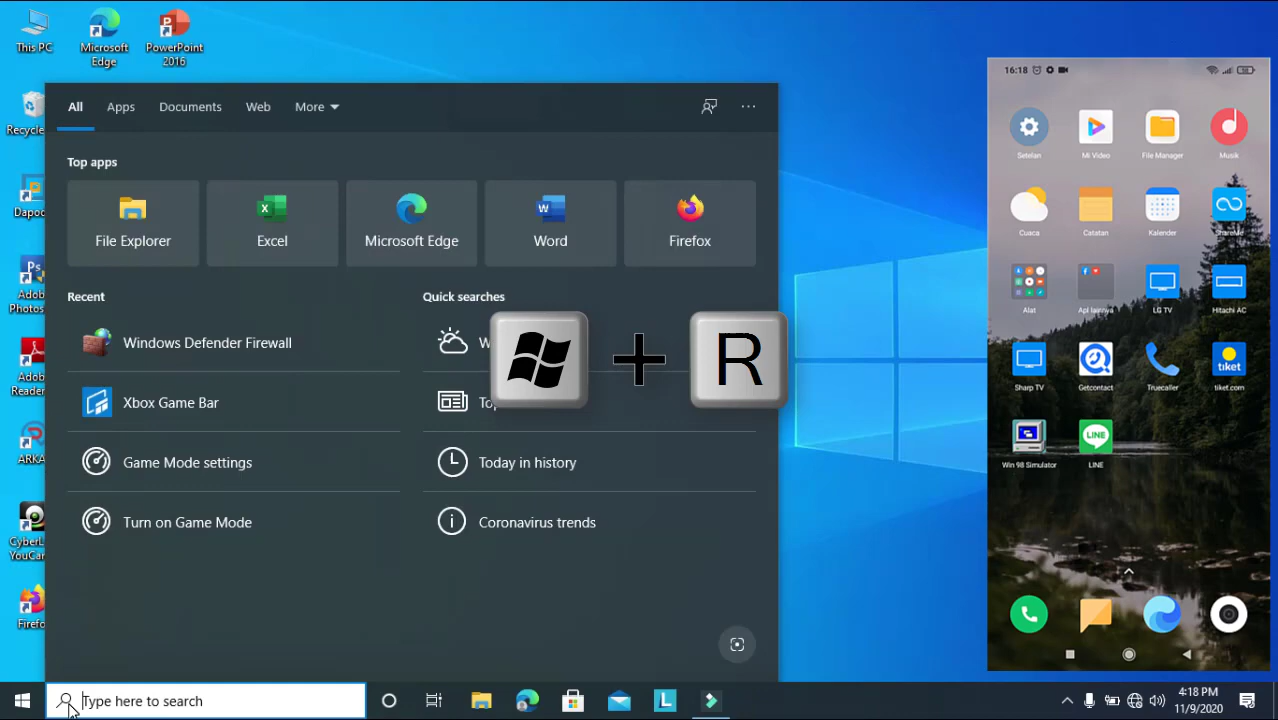 This PC
Microsoft
Edge
PowerPoint
2016
Recycle
Dapod
Adob
Photos
Adob
Reader
ARKA
CyberL
YouCar
Firefo
All
Apps
Documents
Web
More
Top apps
File Explorer
Excel
Microsoft Edge
Word
Firefox
Recent
Windows Defender Firewall
Xbox Game Bar
Game Mode settings
Turn on Game Mode
Quick searches
W
To
Today in history
Coronavirus trends
+
R
16:18
Setelan
Mi Video
File Manager
Musik
Cuaca
Catatan
Kalender
ShareMe
Alat
Apl lainnya
LG TV
Hitachi AC
Sharp TV
Getcontact
Truecaller
tiket
tiket.com
Win 98 Simulator
LINE
LINE
Type here to search
4:18 PM
11/9/2020